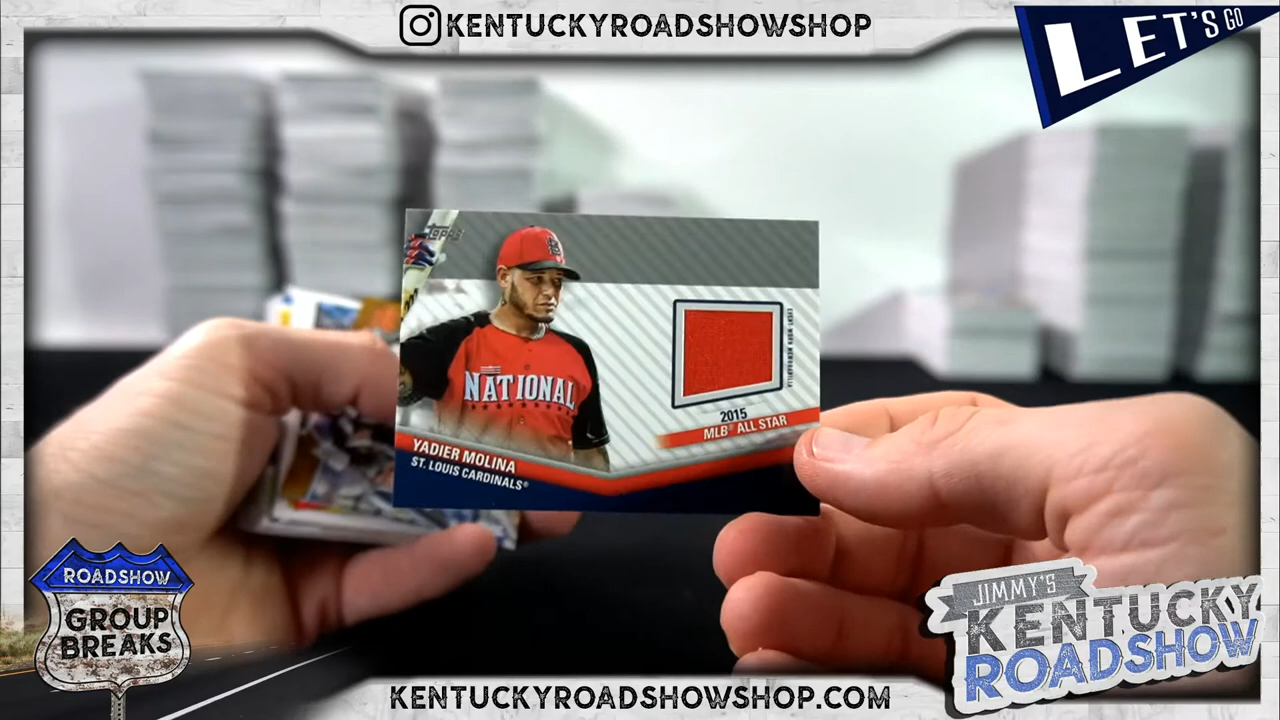 KENTUCKYROADSHOWSHOP
LET'S GO
TOPPS
NATIONAL
2015
MLB® ALL STAR
YADIER MOLINA
ST. LOUIS CARDINALS®
ROADSHOW
GROUP
BREAKS
JIMMY'S
KENTUCKY
ROADSHOW
KENTUCKYROADSHOWSHOP.COM